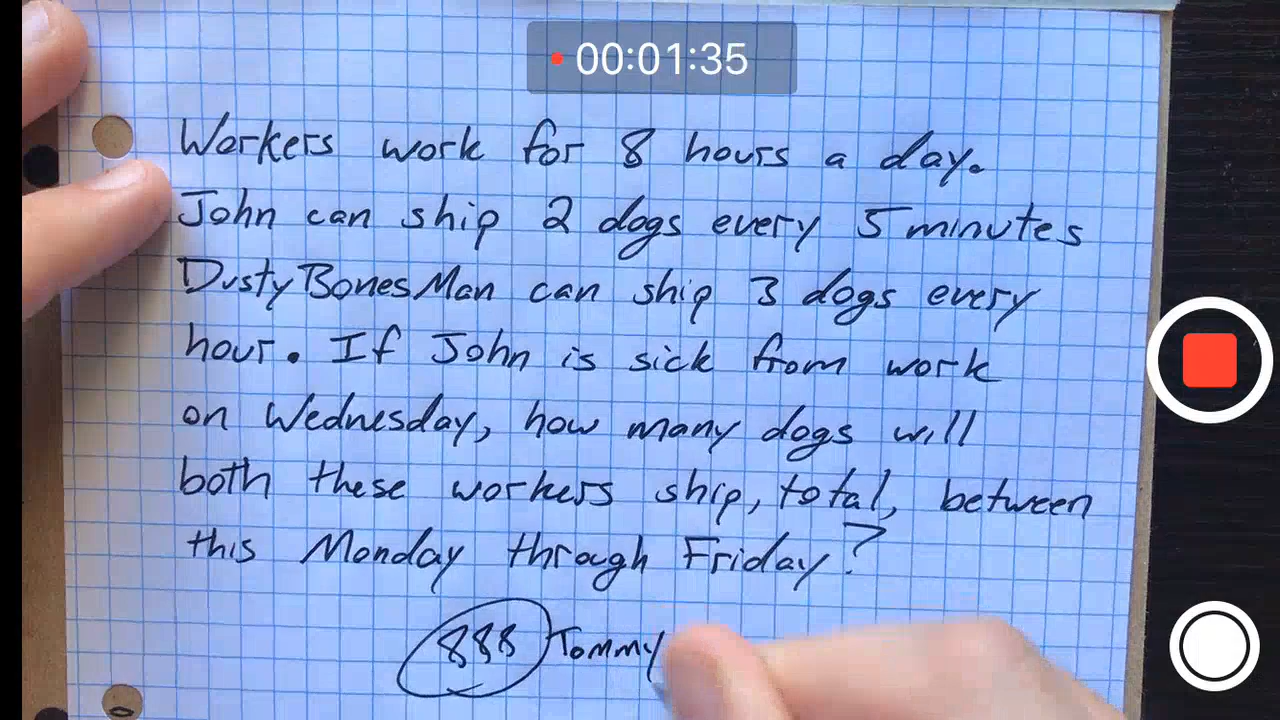 00:01:35
Workers work for 8 hours a day.
John can ship 2 dogs every 5 minutes
DustyBonesMan can ship 3 dogs every
hour. If John is sick from work
on Wednesday, how many dogs will
both these workers ship, total, between
this Monday through Friday?
888 Tommy